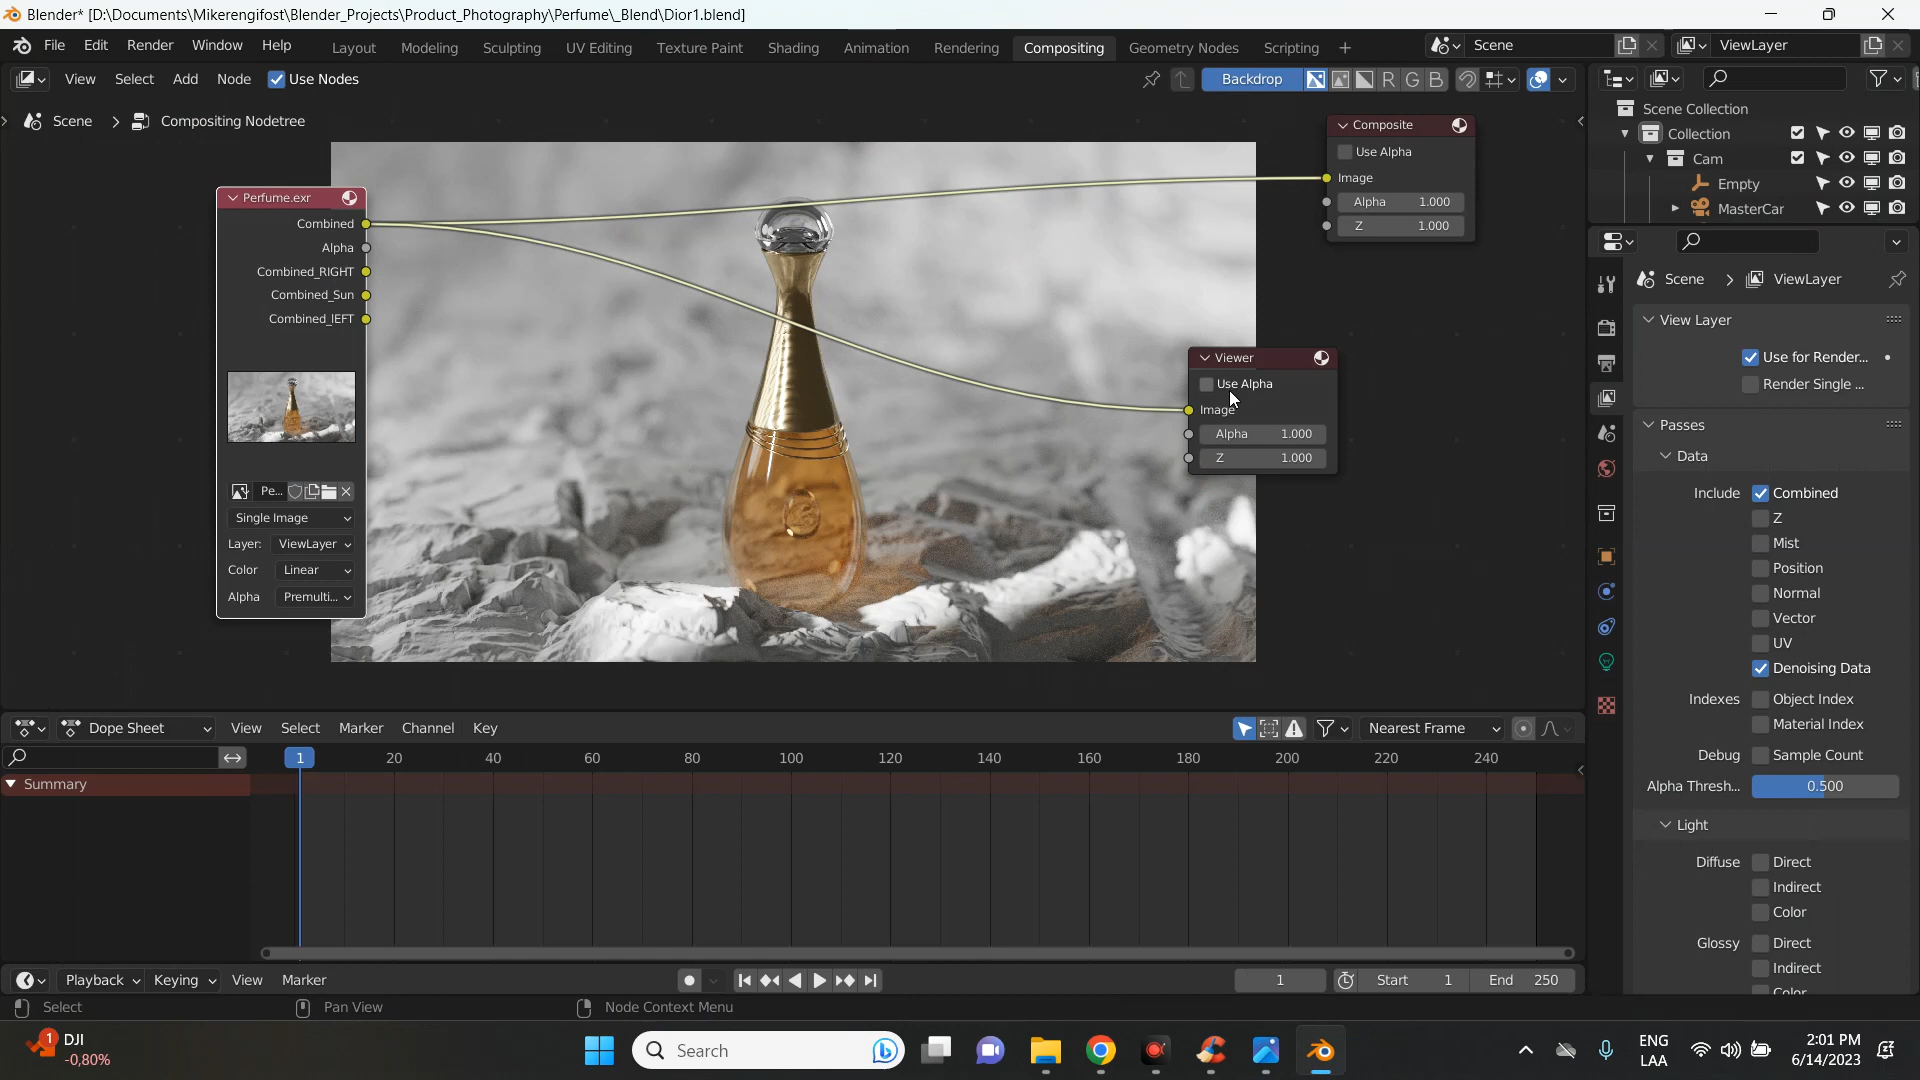 Blender* [D:\Documents\Mikerengifost\Blender_Projects\Product_Photography\Perfume\_Blend\Dior1.blend]
File Edit Render Window Help Layout Modeling Sculpting UV Editing Texture Paint Shading Animation Rendering Compositing Geometry Nodes Scripting + Scene ViewLayer
View Select Add Node Use Nodes Backdrop R G B
Scene > Compositing Nodetree
Scene Collection
Collection
Cam
Empty
MasterCar
Composite
Use Alpha
Image
Alpha 1.000
Z 1.000
Perfume.exr
Combined
Alpha
Combined_RIGHT
Combined_Sun
Combined_lEFT
Pe...
Single Image
Layer: ViewLayer
Color Linear
Alpha Premulti...
Viewer
Use Alpha
Image
Alpha 1.000
Z 1.000
Scene > ViewLayer
View Layer
Use for Render...
Render Single ...
Passes
Data
Include Combined
Z
Mist
Position
Normal
Vector
UV
Denoising Data
Indexes Object Index
Material Index
Debug Sample Count
Alpha Thresh... 0.500
Light
Diffuse Direct
Indirect
Color
Glossy Direct
Indirect
Color
Dope Sheet View Select Marker Channel Key Nearest Frame
1 20 40 60 80 100 120 140 160 180 200 220 240
Summary
Playback Keying View Marker 1 Start 1 End 250
Select Pan View Node Context Menu
1 DJI
-0,80%
Search
ENG
LAA
2:01 PM
6/14/2023